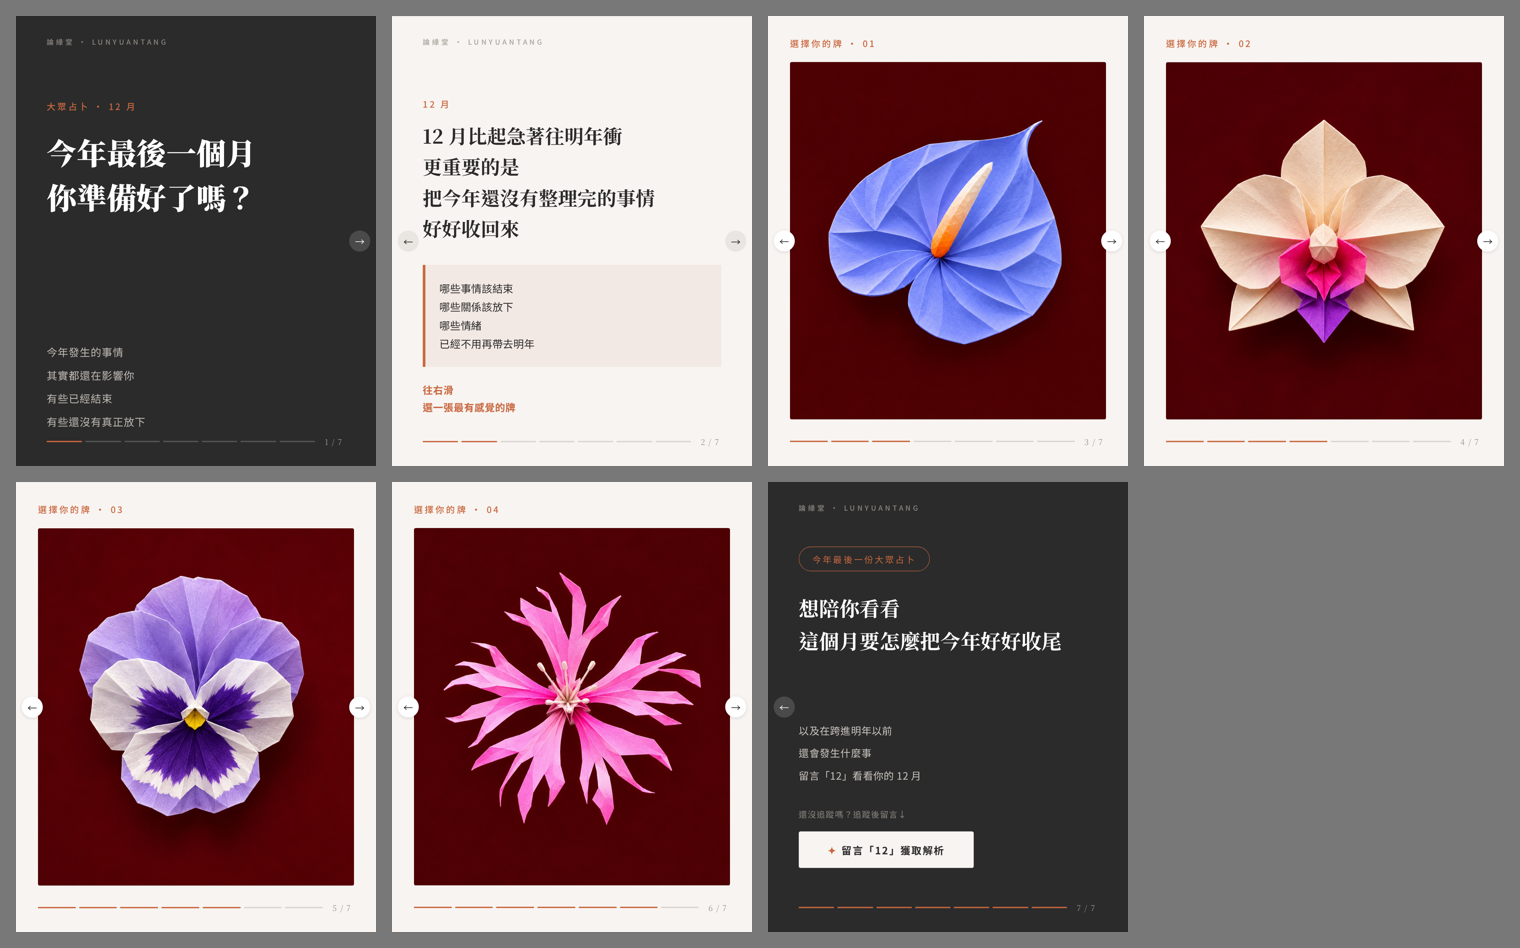 論緣堂 • LUNYUANTANG
大眾占卜 • 12 月
今年最後一個月
你準備好了嗎？
→
今年發生的事情
其實都還在影響你
有些已經結束
有些還沒有真正放下
1 / 7
論緣堂 • LUNYUANTANG
12 月
12 月比起急著往明年衝
更重要的是
把今年還沒有整理完的事情
好好收回來
← →
哪些事情該結束
哪些關係該放下
哪些情緒
已經不用再帶去明年
往右滑
選一張最有感覺的牌
2 / 7
選擇你的牌 • 01
← →
3 / 7
選擇你的牌 • 02
← →
4 / 7
選擇你的牌 • 03
← →
5 / 7
選擇你的牌 • 04
← →
6 / 7
論緣堂 • LUNYUANTANG
今年最後一份大眾占卜
想陪你看看
這個月要怎麼把今年好好收尾
←
以及在跨進明年以前
還會發生什麼事
留言「12」看看你的 12 月
還沒追蹤嗎？追蹤後留言↓
✦ 留言「12」獲取解析
7 / 7